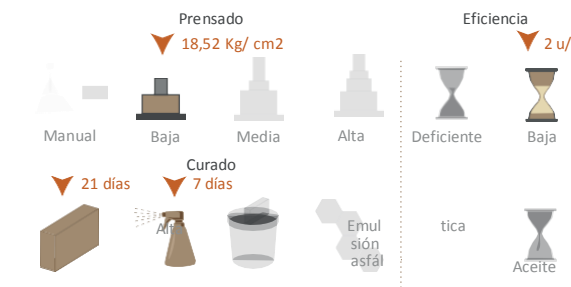 Prensado
Eficiencia
18,52 Kg/ cm2
2 u/
Manual
Baja
Media
Alta
Deficiente
Baja
Curado
21 días
7 días
Alta
Emul
sión
asfál
tica
Aceite